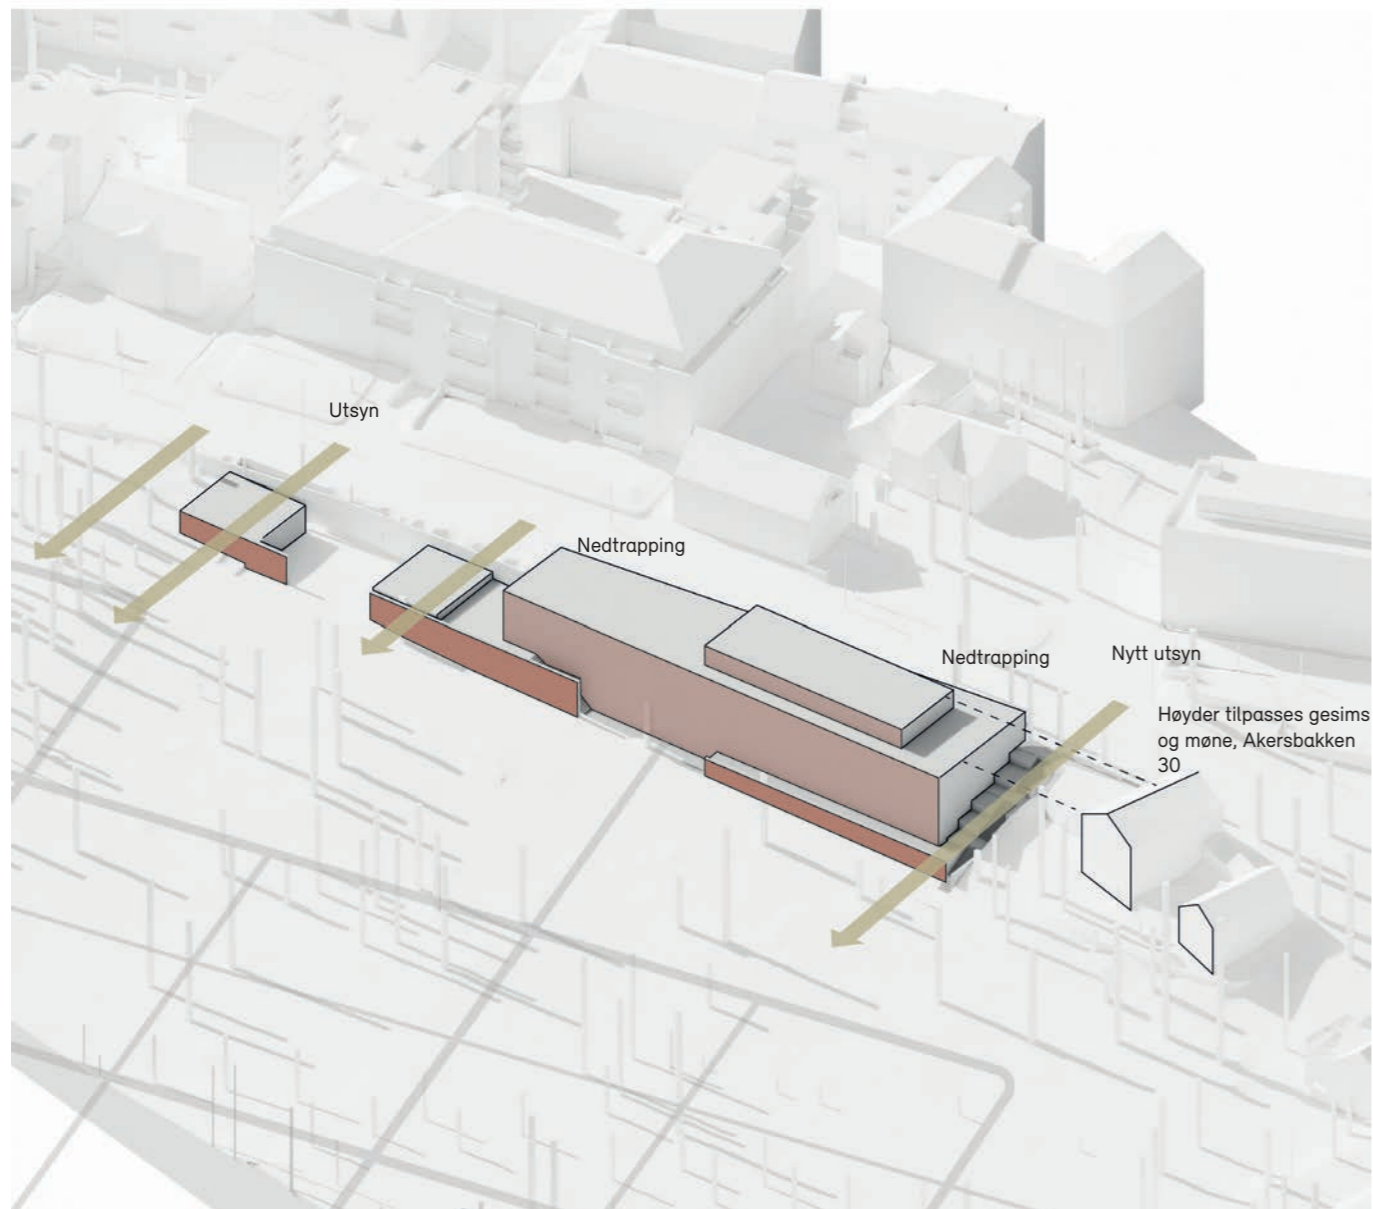 Utsyn
Nedtrapping
Nedtrapping
Nytt utsyn
Høyder tilpasses gesims
og møne, Akersbakken
30